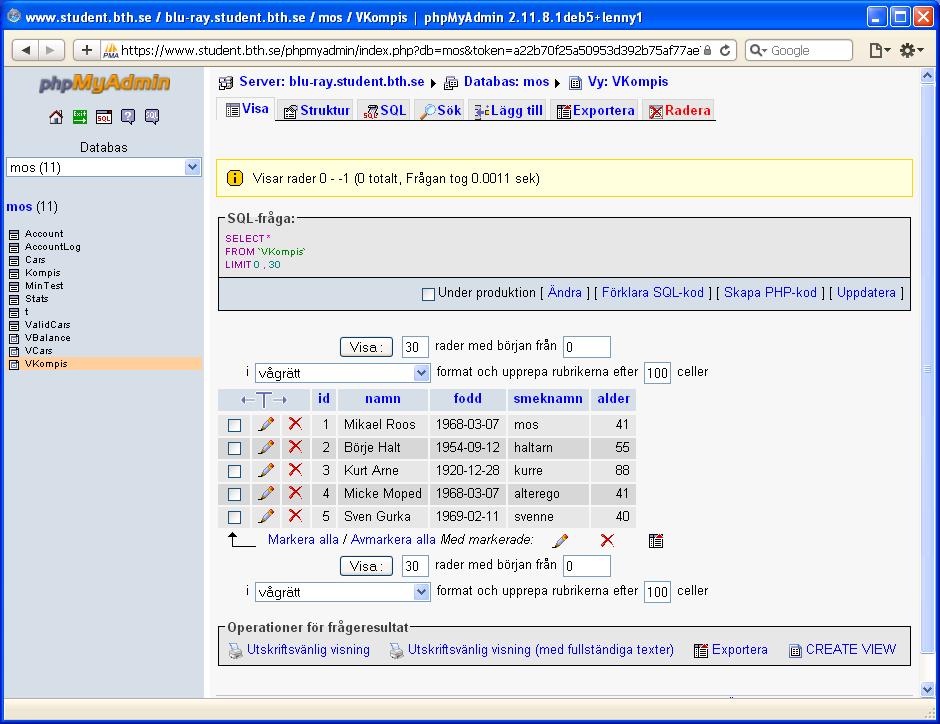 www.student.bth.se / blu-ray.student.bth.se / mos / VKompis | phpMyAdmin 2.11.8.1deb5+lenny1
https://www.student.bth.se/phpmyadmin/index.php?db=mos&token=a22b70f25a50953d392b75af77ae
Google
phpMyAdmin
Databas
mos (11)
mos (11)
Account
AccountLog
Cars
Kompis
MinTest
Stats
t
ValidCars
VBalance
VCars
VKompis
Server: blu-ray.student.bth.se Databas: mos Vy: VKompis
Visa Struktur SQL Sök Lägg till Exportera Radera
Visar rader 0 - -1 (0 totalt, Frågan tog 0.0011 sek)
SQL-fråga:
SELECT *
FROM `VKompis`
LIMIT 0 , 30
Under produktion [ Ändra ] [ Förklara SQL-kod ] [ Skapa PHP-kod ] [ Uppdatera ]
Visa : 30 rader med början från 0
i vågrätt format och upprepa rubrikerna efter 100 celler
←T→ id namn fodd smeknamn alder
1 Mikael Roos 1968-03-07 mos 41
2 Börje Halt 1954-09-12 haltarn 55
3 Kurt Arne 1920-12-28 kurre 88
4 Micke Moped 1968-03-07 alterego 41
5 Sven Gurka 1969-02-11 svenne 40
Markera alla / Avmarkera alla Med markerade:
Visa : 30 rader med början från 0
i vågrätt format och upprepa rubrikerna efter 100 celler
Operationer för frågeresultat
Utskriftsvänlig visning Utskriftsvänlig visning (med fullständiga texter) Exportera CREATE VIEW